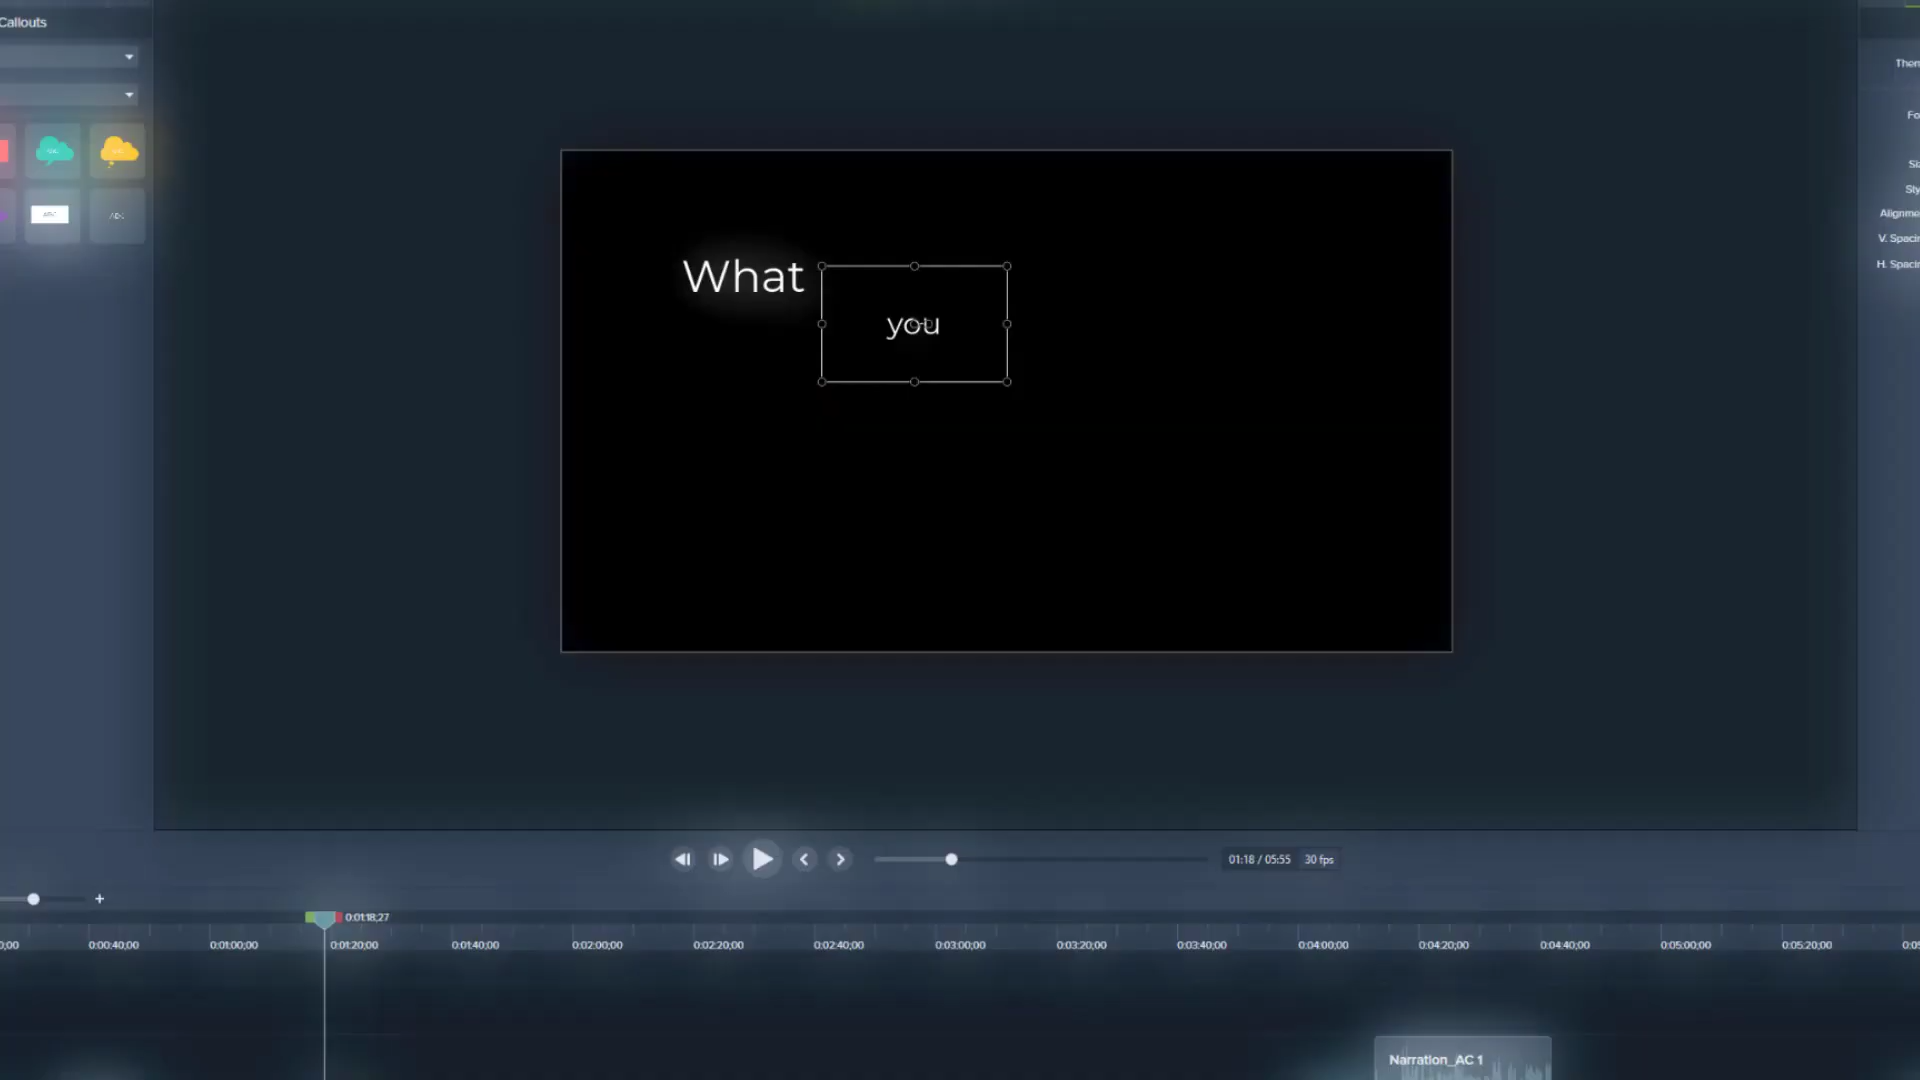 Callouts
What
you
Alignme
V. Spacin
H. Spacin
01:18 / 05:55 30 fps
0:01:18;27
0:00:40;00 0:01:00;00 0:01:20;00 0:01:40;00 0:02:00;00 0:02:20;00 0:02:40;00 0:03:00;00 0:03:20;00 0:03:40;00 0:04:00;00 0:04:20;00 0:04:40;00 0:05:00;00 0:05:20;00
Narration_AC 1